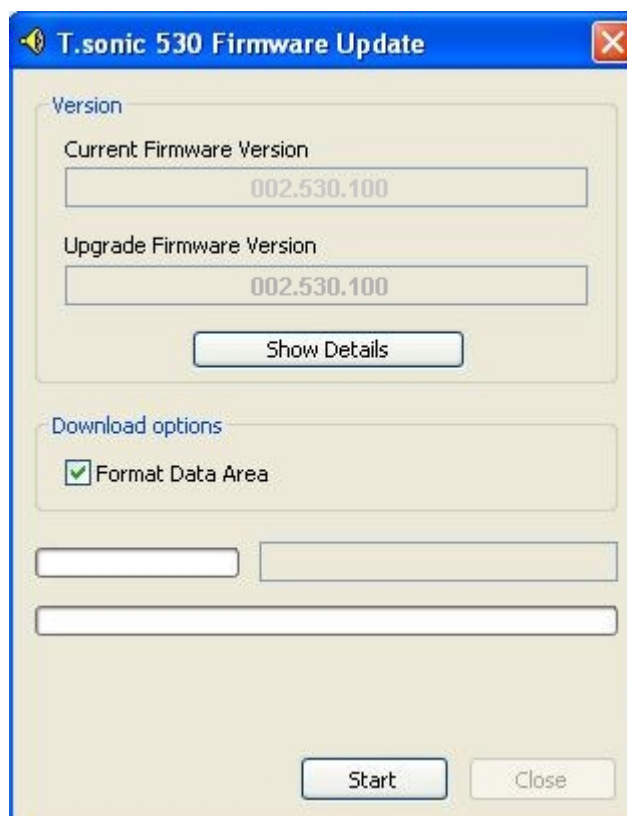 T.sonic 530 Firmware Update
Version
Current Firmware Version
002.530.100
Upgrade Firmware Version
002.530.100
Show Details
Download options
Format Data Area
Start Close